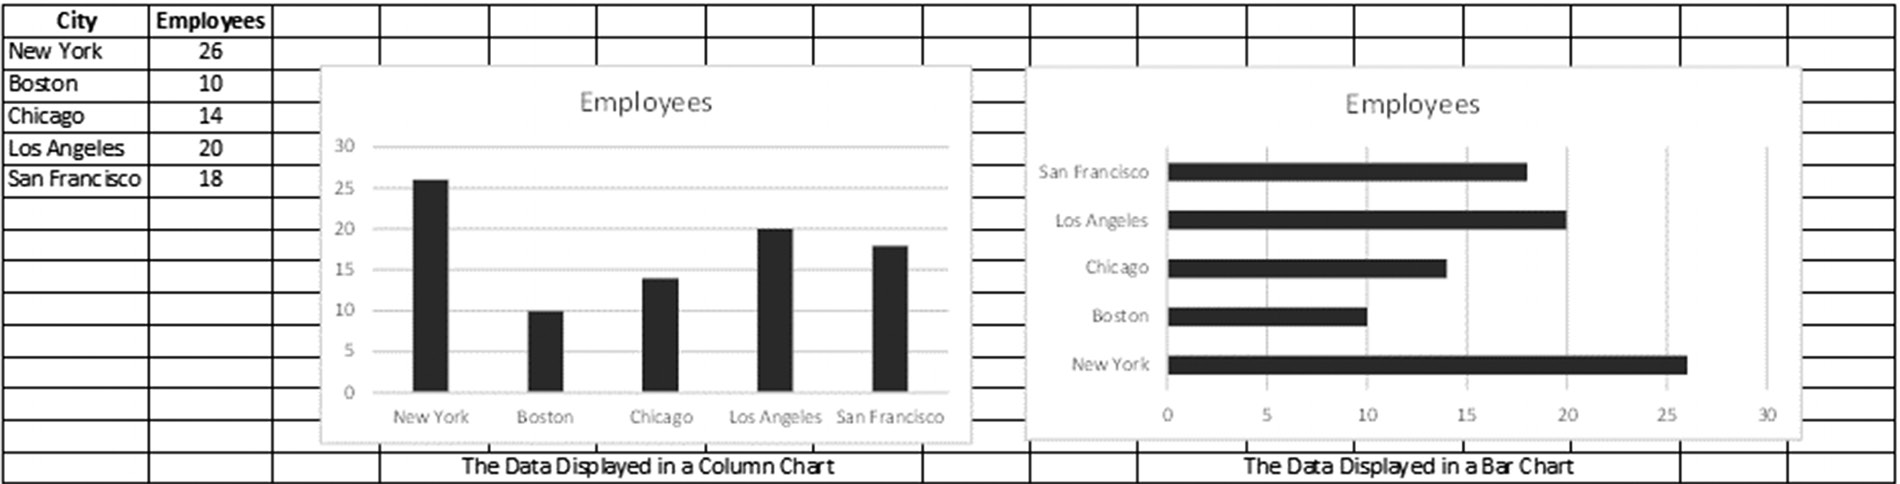 City Employees
New York 26
Boston 10
Chicago 14
Los Angeles 20
San Francisco 18
Employees
30
25
20
15
10
5
0
New York Boston Chicago Los Angeles San Francisco
The Data Displayed in a Column Chart
Employees
San Francisco
Los Angeles
Chicago
Boston
New York
0 5 10 15 20 25 30
The Data Displayed in a Bar Chart